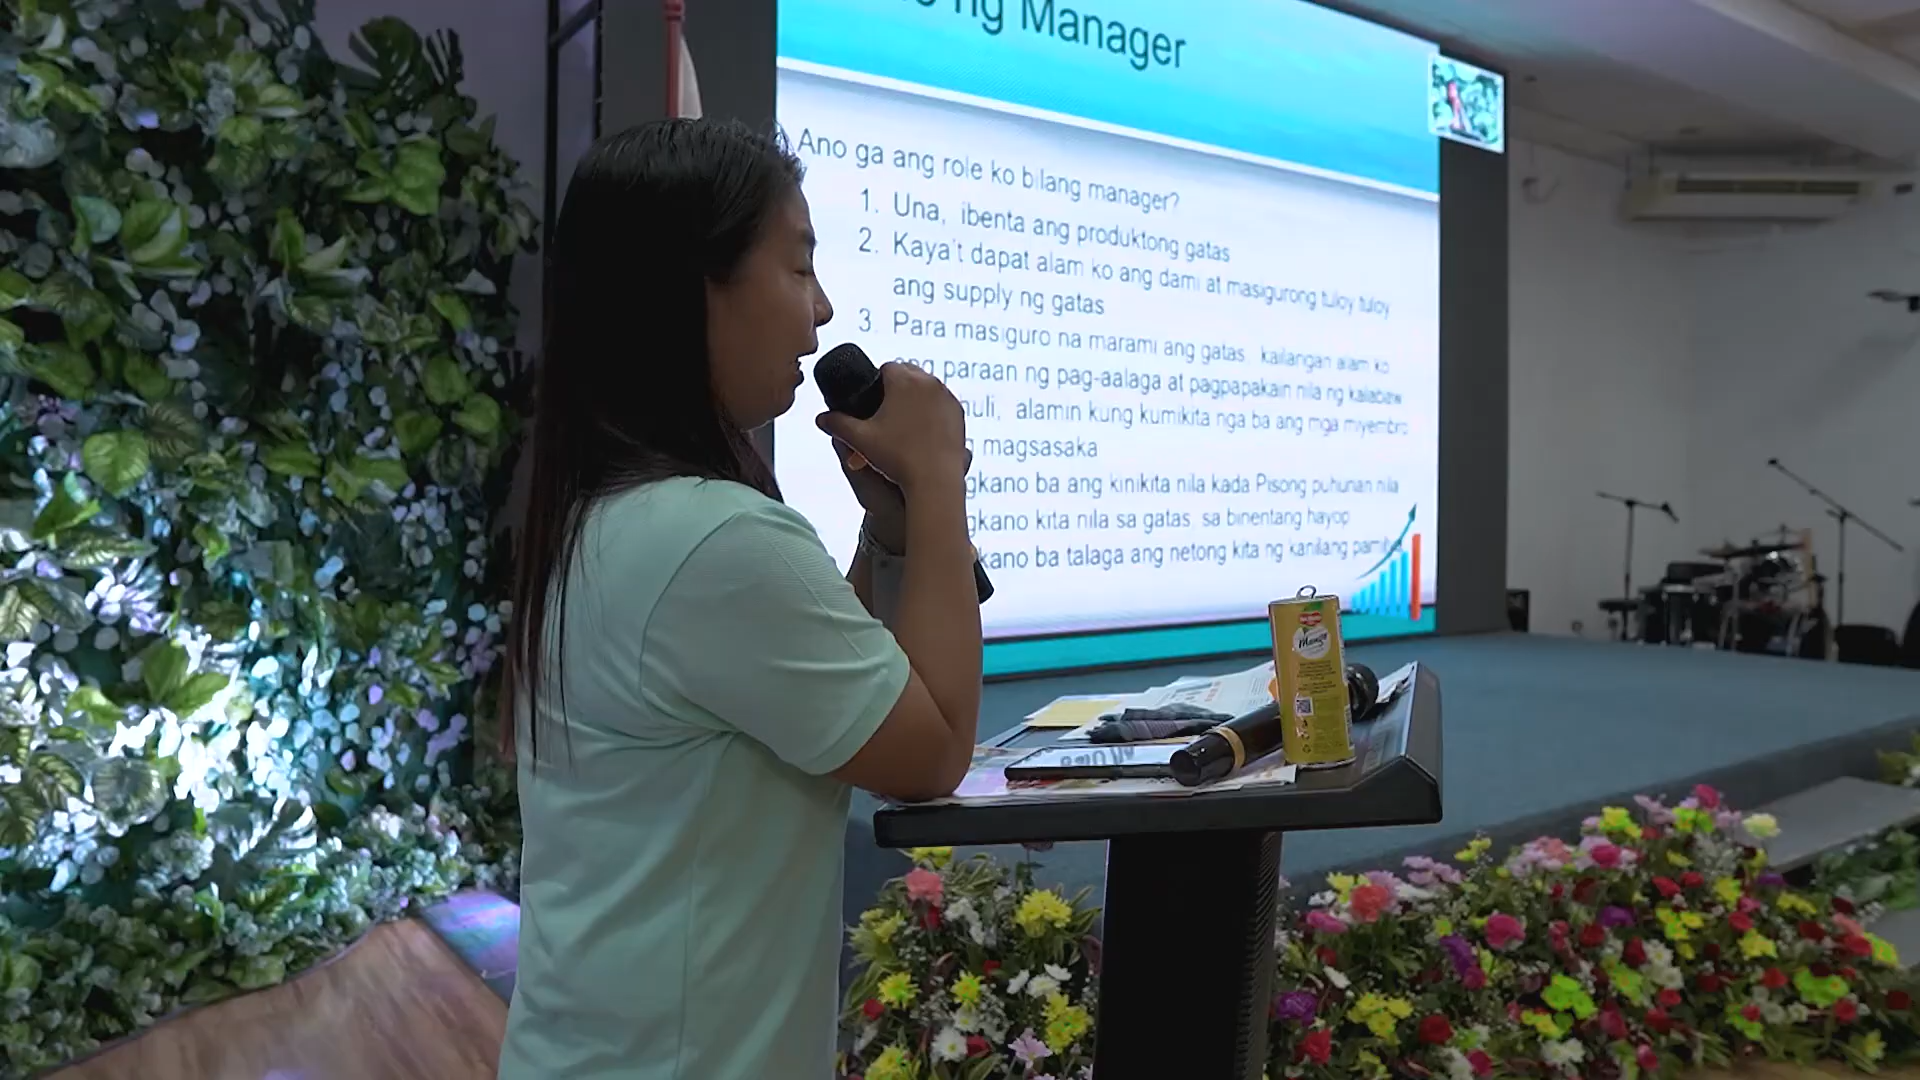 ng Manager
Ano ga ang role ko bilang manager?
1. Una, ibenta ang produktong gatas
2. Kaya't dapat alam ko ang dami at masigurong tuloy tuloy
ang supply ng gatas
3. Para masiguro na marami ang gatas, kailangan alam ko
ang paraan ng pag-aalaga at pagpapakain nila ng kalabaw
huli, alamin kung kumikita nga ba ang mga miyembro
magsasaka
gkano ba ang kinikita nila kada Pisong puhunan nila
gkano kita nila sa gatas, sa binentang hayop
kano ba talaga ang netong kita ng kanilang
Mango